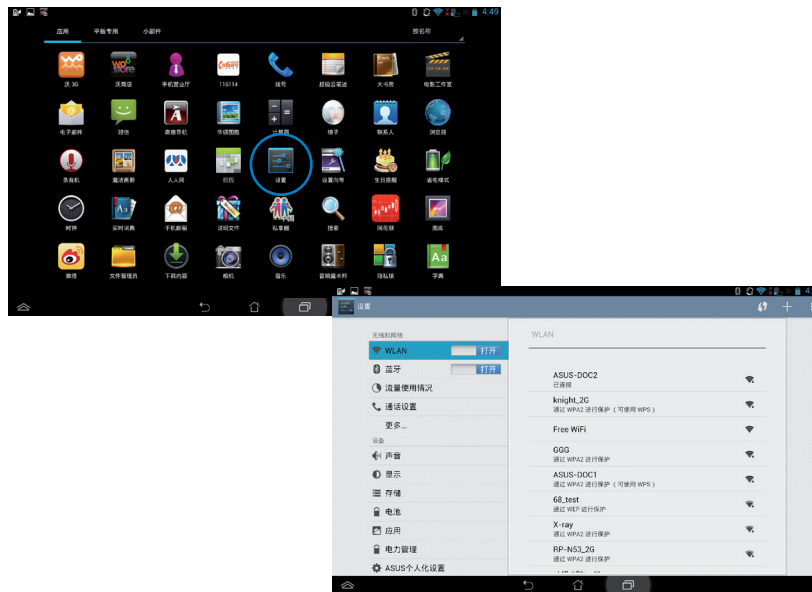 4:49
应用 平板专用 小部件 按名称
沃 3G 沃商店 手机营业厅 116114 拨号 超级云笔迹 大书房 电影工作室
电子邮件 短信 高德导航 华硕图酷 计算器 镜子 联系人 浏览器
录音机 魔法画册 人人网 日历 设置 设置向导 生日提醒 省电模式
时钟 实时词典 手机邮箱 说明文件 私享圈 搜索 同花顺 图库
微博 文件管理员 下载内容 相机 音乐 音频魔术师 隐私锁 字典
设置
无线和网络
WLAN 打开
蓝牙 打开
流量使用情况
通话设置
更多...
设备
声音
显示
存储
电池
应用
电力管理
ASUS个人化设置
WLAN
ASUS-DOC2
已连接
knight_2G
通过 WPA2 进行保护（可使用 WPS）
Free WiFi
GGG
通过 WPA2 进行保护
ASUS-DOC1
通过 WPA2 进行保护（可使用 WPS）
68_test
通过 WEP 进行保护
X-ray
通过 WPA2 进行保护
RP-N53_2G
通过 WPA2 进行保护